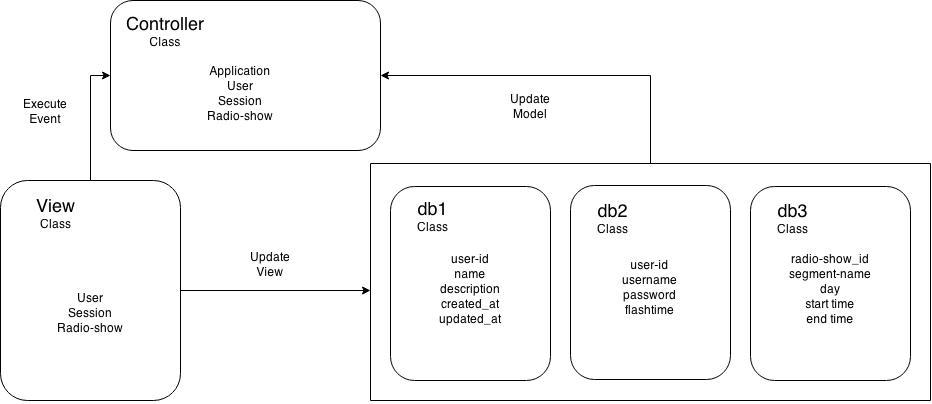 Controller
Class
Application
User
Session
Radio-show
Execute
Event
Update
Model
View
Class
User
Session
Radio-show
Update
View
db1
Class
user-id
name
description
created_at
updated_at
db2
Class
user-id
username
password
flashtime
db3
Class
radio-show_id
segment-name
day
start time
end time